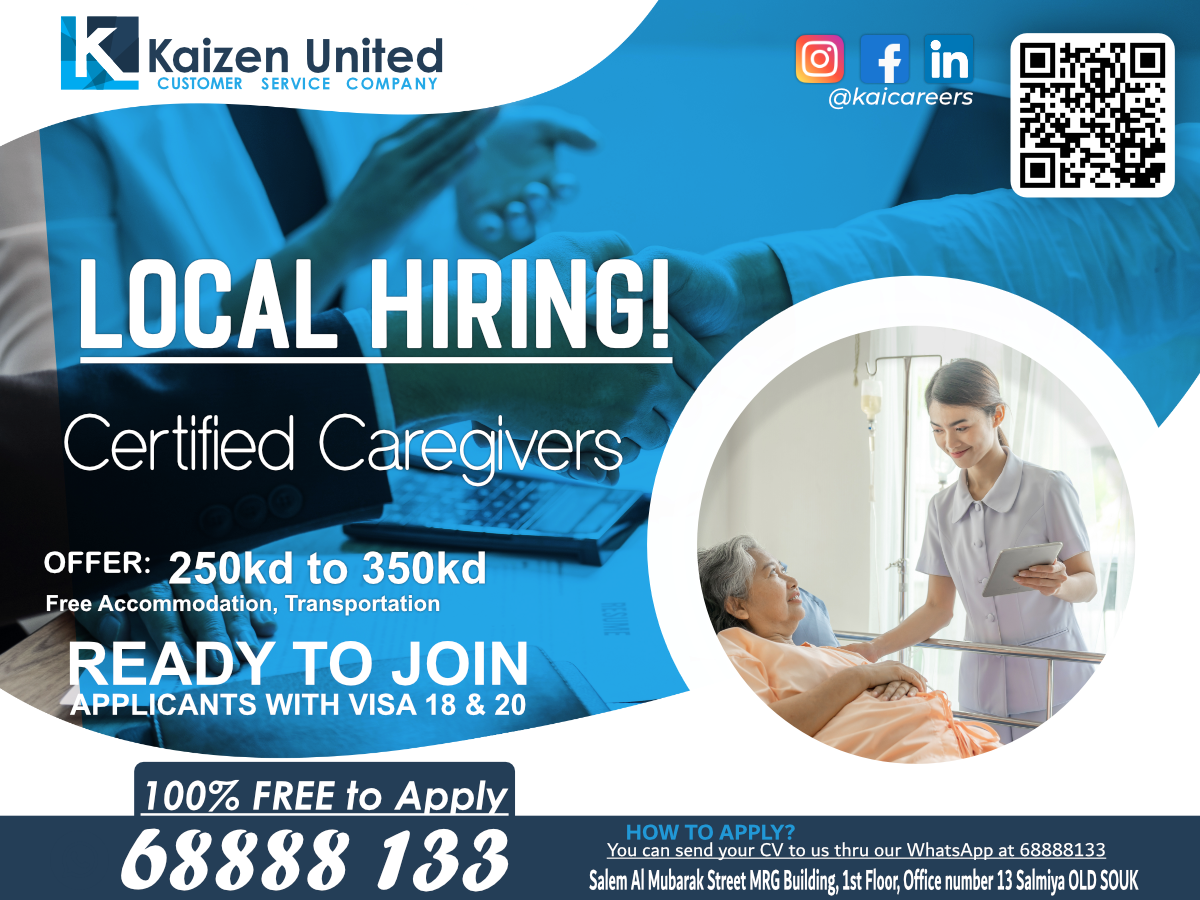 K Kaizen United
CUSTOMER SERVICE COMPANY
in
@kaicareers
LOCAL HIRING!
Certified Caregivers
OFFER: 250kd to 350kd
Free Accommodation, Transportation
RESUME
READY TO JOIN
APPLICANTS WITH VISA 18 & 20
100% FREE to Apply
68888 133
HOW TO APPLY?
You can send your CV to us thru our WhatsApp at 68888133
Salem Al Mubarak Street MRG Building, 1st Floor, Office number 13 Salmiya OLD SOUK